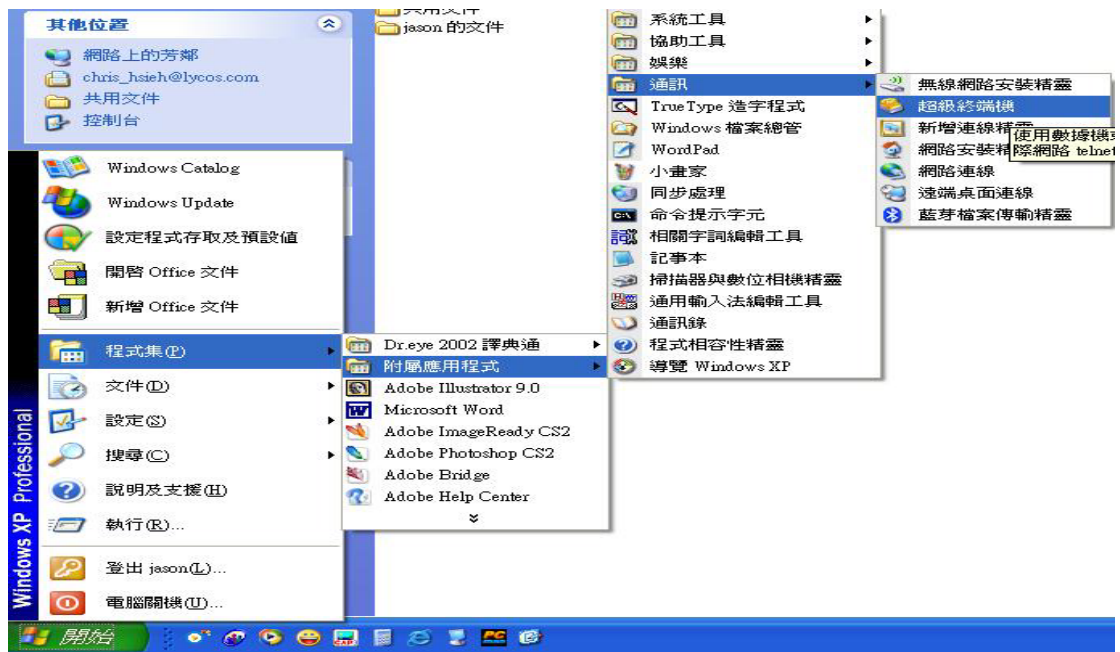 其他位置
網路上的芳鄰
chris_hsieh@lycos.com
共用文件
控制台
共用文件
jason 的文件
Windows Catalog
Windows Update
設定程式存取及預設值
開啓 Office 文件
新增 Office 文件
程式集(P)
文件(D)
設定(S)
搜尋(C)
說明及支援(H)
執行(R)...
登出 jason(L)...
電腦關機(U)...
Windows XP Professional
開始
Dr.eye 2002 譯典通
附屬應用程式
Adobe Illustrator 9.0
Microsoft Word
Adobe ImageReady CS2
Adobe Photoshop CS2
Adobe Bridge
Adobe Help Center
系統工具
協助工具
娛樂
通訊
TrueType 造字程式
Windows 檔案總管
WordPad
小畫家
同步處理
命令提示字元
相關字詞編輯工具
記事本
掃描器與數位相機精靈
通用輸入法編輯工具
通訊錄
程式相容性精靈
導覽 Windows XP
無線網路安裝精靈
超級終端機
新增連線精靈
網路安裝精
網路連線
遠端桌面連線
藍芽檔案傳輸精靈
使用數據機
際網路 telnet